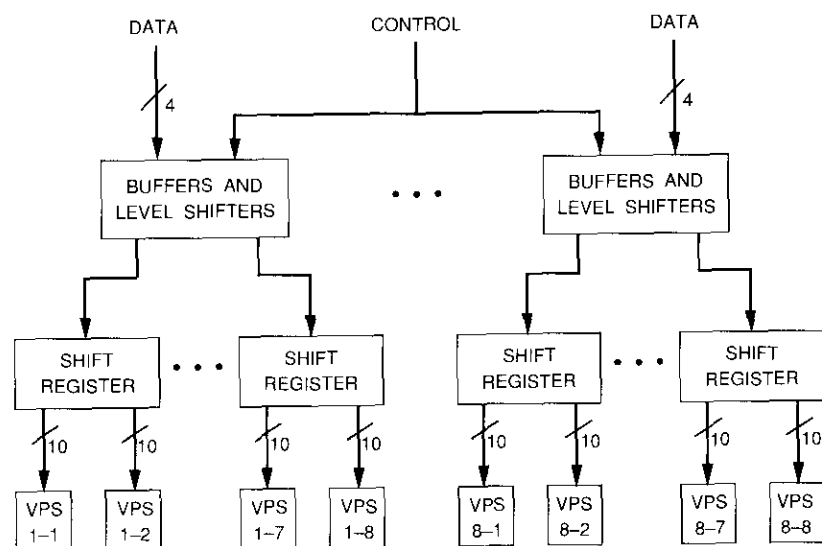 DATA
CONTROL
DATA
4
4
BUFFERS AND
LEVEL SHIFTERS
• • •
BUFFERS AND
LEVEL SHIFTERS
SHIFT
REGISTER
• • •
SHIFT
REGISTER
SHIFT
REGISTER
• • •
SHIFT
REGISTER
10
10
10
10
10
10
10
10
VPS
1–1
VPS
1–2
VPS
1–7
VPS
1–8
VPS
8–1
VPS
8–2
VPS
8–7
VPS
8–8